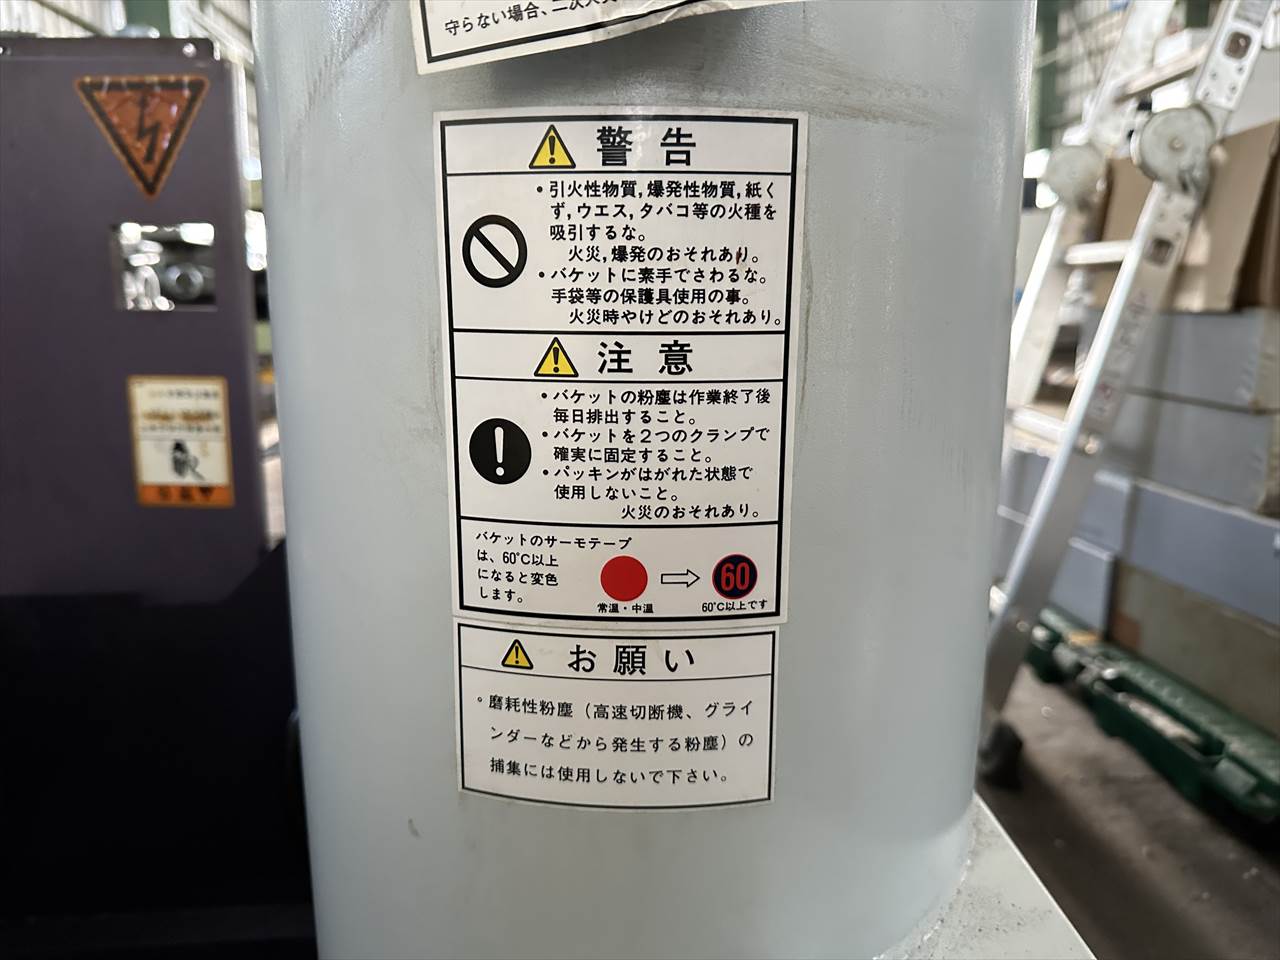 守らない場合、二次火災
警告
・引火性物質,爆発性物質,紙く
ず,ウエス,タバコ等の火種を
吸引するな。
火災,爆発のおそれあり。
・バケットに素手でさわるな。
手袋等の保護具使用の事。
火災時やけどのおそれあり。
注意
・バケットの粉塵は作業終了後
毎日排出すること。
・バケットを2つのクランプで
確実に固定すること。
・パッキンがはがれた状態で
使用しないこと。
火災のおそれあり。
バケットのサーモテープ
は、60°C以上
になると変色
します。
60
常温・中温
60°C以上です
お願い
。磨耗性粉塵（高速切断機、グライ
ンダーなどから発生する粉塵）の
捕集には使用しないで下さい。